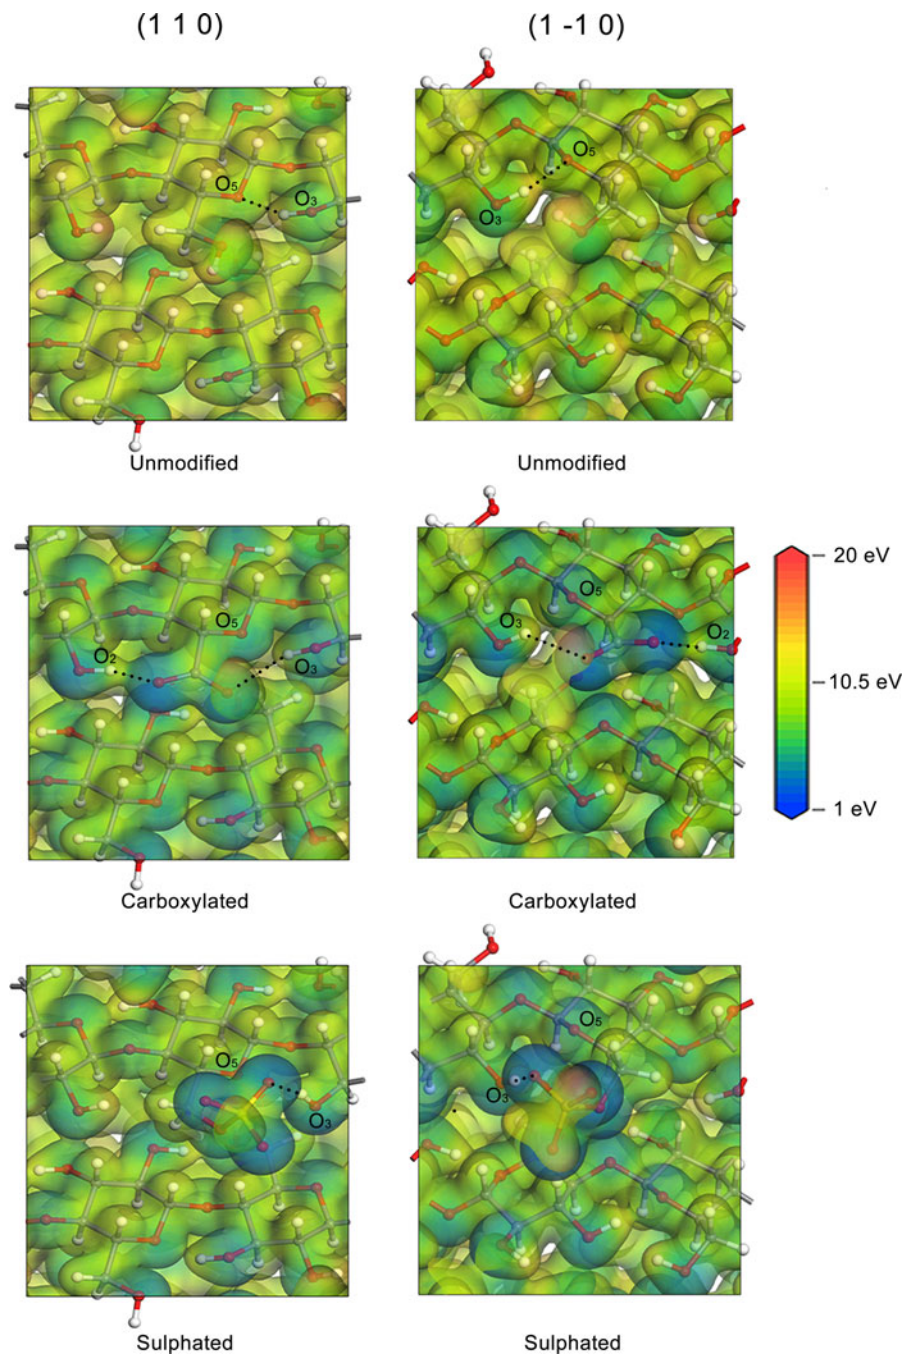 (1 1 0)
(1 -1 0)
O5
O3
O5
O3
Unmodified
Unmodified
O5
O2
O3
O5
O3
O2
20 eV
10.5 eV
1 eV
Carboxylated
Carboxylated
O5
O3
O5
O3
Sulphated
Sulphated